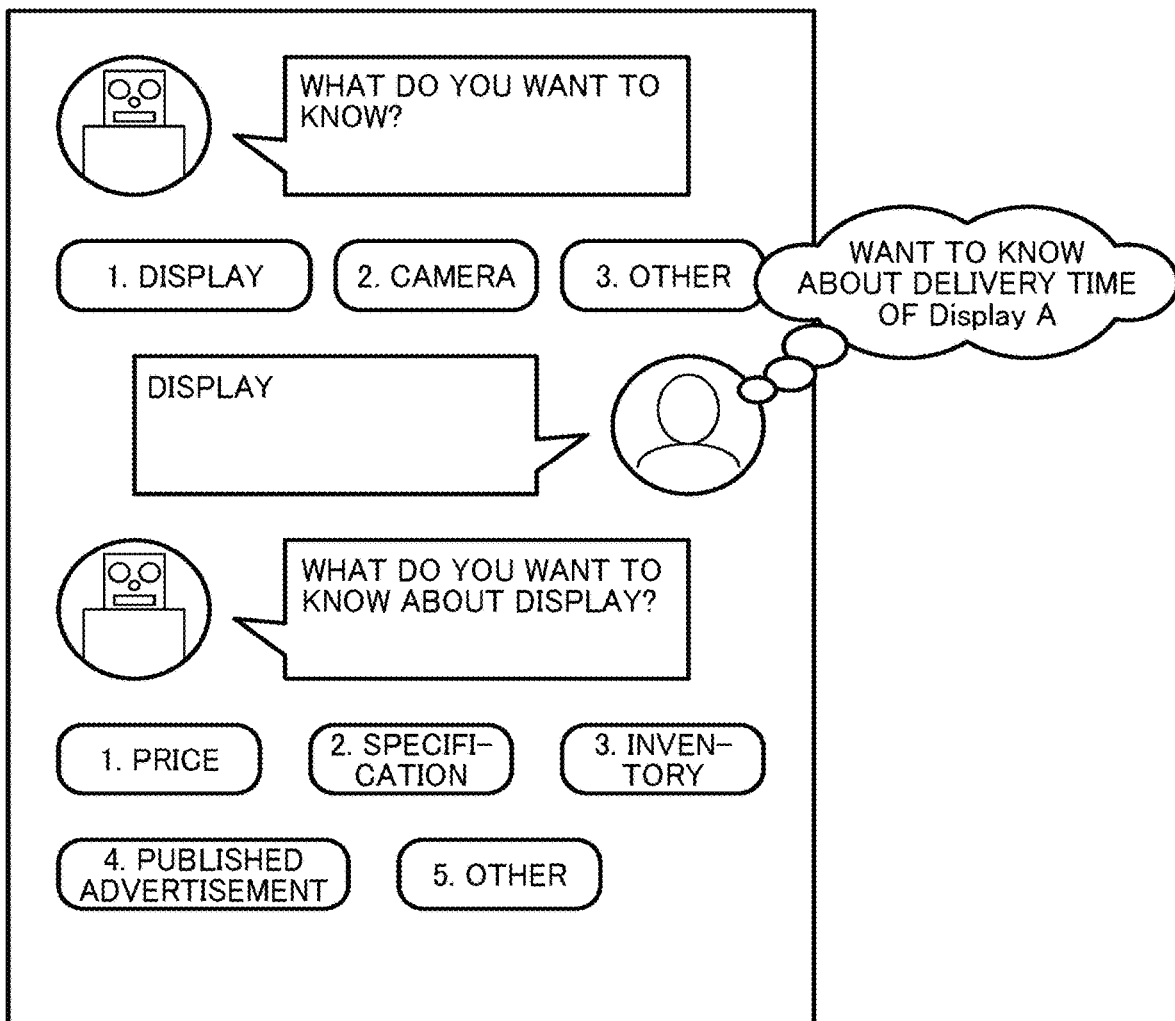 WHAT DO YOU WANT TO
KNOW?
1. DISPLAY
2. CAMERA
3. OTHER
WANT TO KNOW
ABOUT DELIVERY TIME
OF Display A
DISPLAY
WHAT DO YOU WANT TO
KNOW ABOUT DISPLAY?
1. PRICE
2. SPECIFI-
CATION
3. INVEN-
TORY
4. PUBLISHED
ADVERTISEMENT
5. OTHER